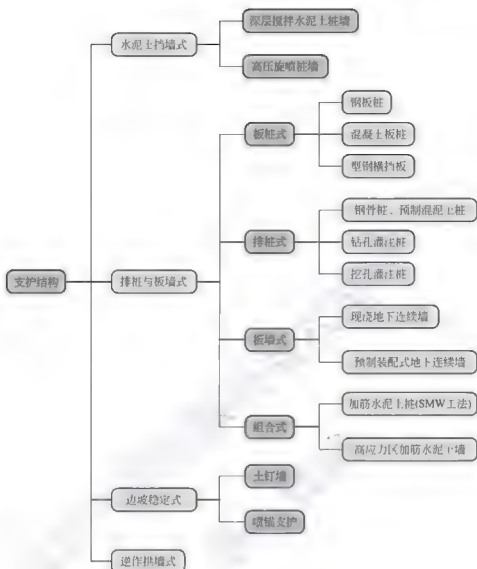 支护结构
水泥土挡墙式
深层搅拌水泥土桩墙
高压旋喷桩墙
排桩与板墙式
板桩式
钢板桩
混凝土板桩
型钢横挡板
排桩式
钢管桩、预制混泥土桩
钻孔灌注桩
挖孔灌注桩
板墙式
现浇地下连续墙
预制装配式地下连续墙
组合式
加筋水泥土桩(SMW工法)
高应力区加筋水泥土墙
边坡稳定式
土钉墙
喷锚支护
逆作拱墙式